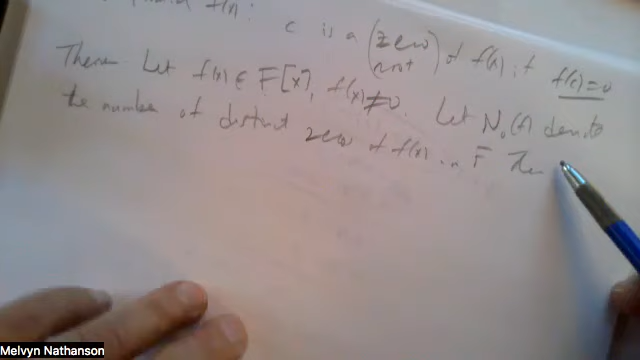 c is a (zero root) of f(x) if f(c)=0
Thm Let f(x) ∈ F[x], f(x)≠0. Let N₀(f) denote
the number of distinct zeros of f(x) in F Then
Melvyn Nathanson